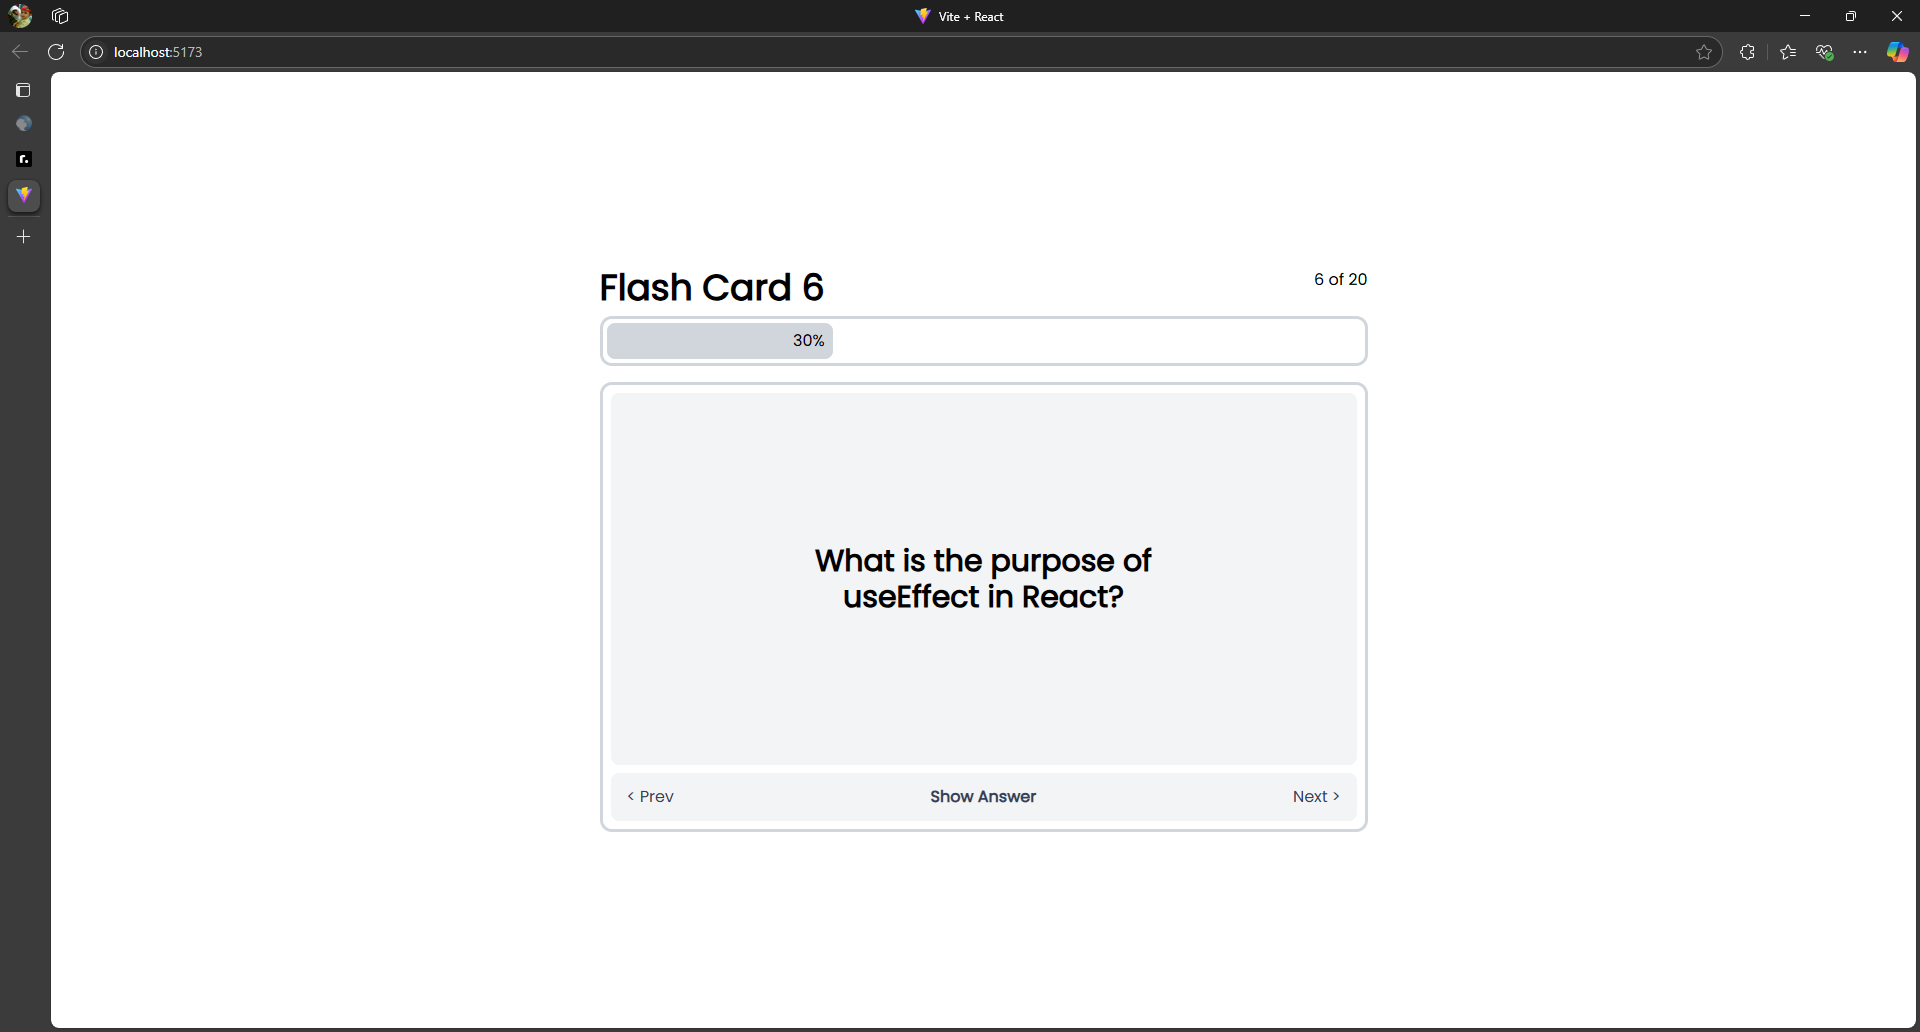 Vite + React
localhost:5173
r.
Flash Card 6
6 of 20
30%
What is the purpose of
useEffect in React?
< Prev
Show Answer
Next >